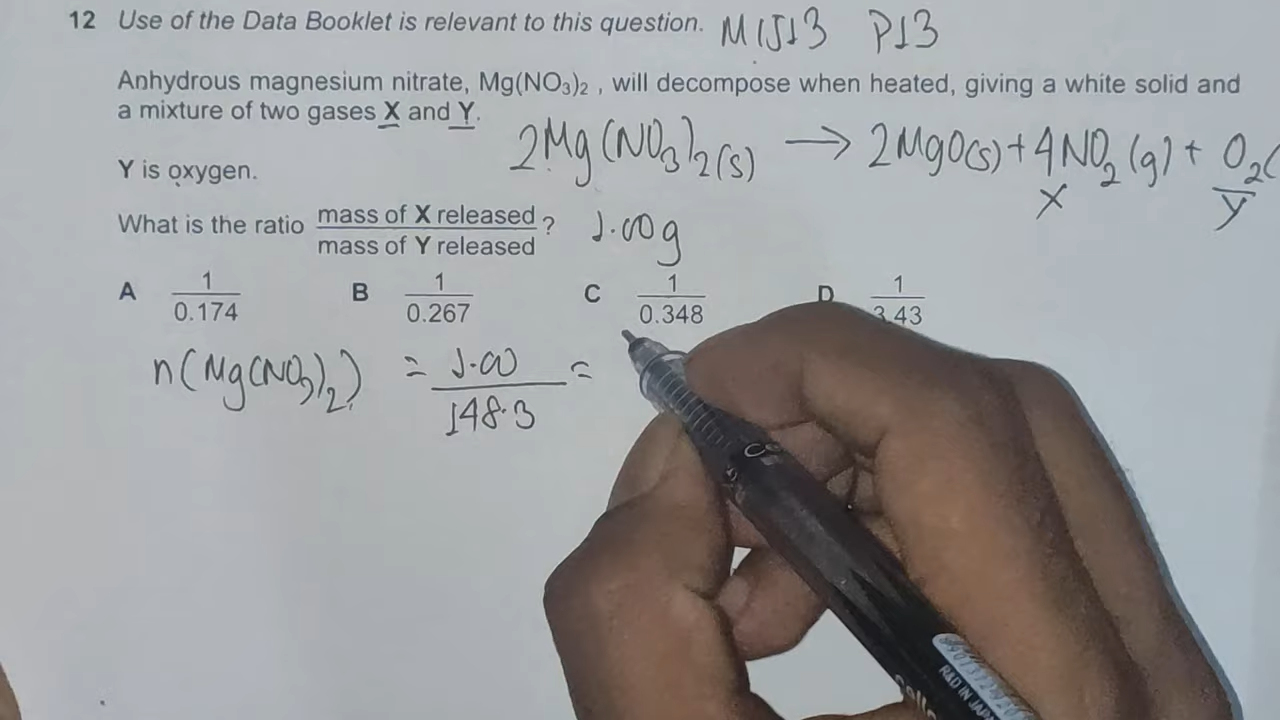 12 Use of the Data Booklet is relevant to this question. M/J13 P13
Anhydrous magnesium nitrate, Mg(NO₃)₂ , will decompose when heated, giving a white solid and
a mixture of two gases X and Y.
2Mg(NO₃)₂(s) → 2MgO(s) + 4NO₂(g) + O₂(
X Y
Y is oxygen.
What is the ratio mass of X released / mass of Y released ? 1.00g
A 1/0.174 B 1/0.267 C 1/0.348 D 1/3.43
n(Mg(NO₃)₂) = 1.00/148.3 =
R&D IN JAPA